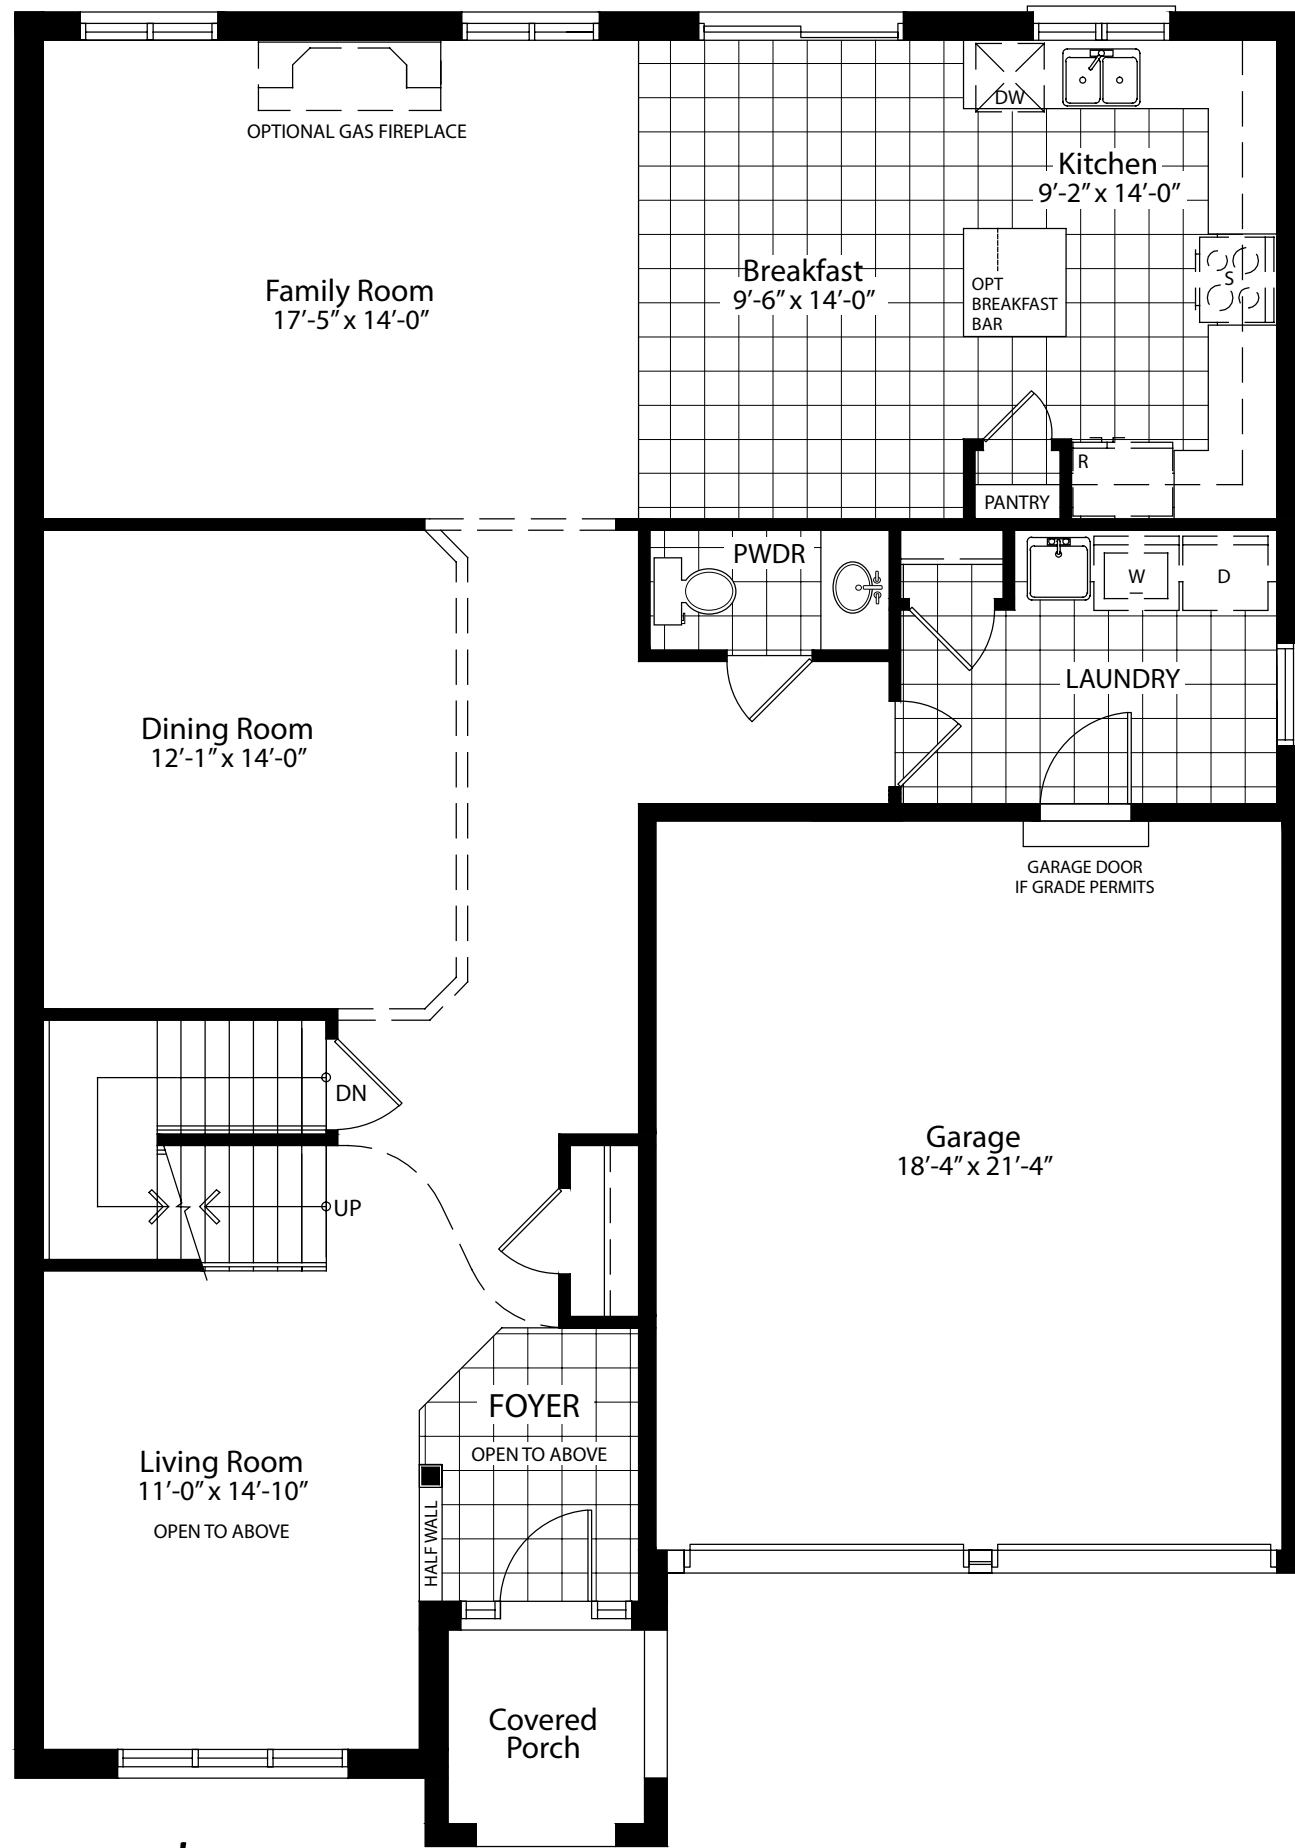 OPTIONAL GAS FIREPLACE
DW
Kitchen
9’-2” x 14’-0”
Family Room
17’-5” x 14’-0”
Breakfast
9’-6” x 14’-0”
OPT
BREAKFAST
BAR
S
R
PANTRY
PWDR
W
D
LAUNDRY
Dining Room
12’-1” x 14’-0”
GARAGE DOOR
IF GRADE PERMITS
DN
UP
Garage
18’-4” x 21’-4”
FOYER
OPEN TO ABOVE
Living Room
11’-0” x 14’-10”
OPEN TO ABOVE
HALF WALL
Covered
Porch